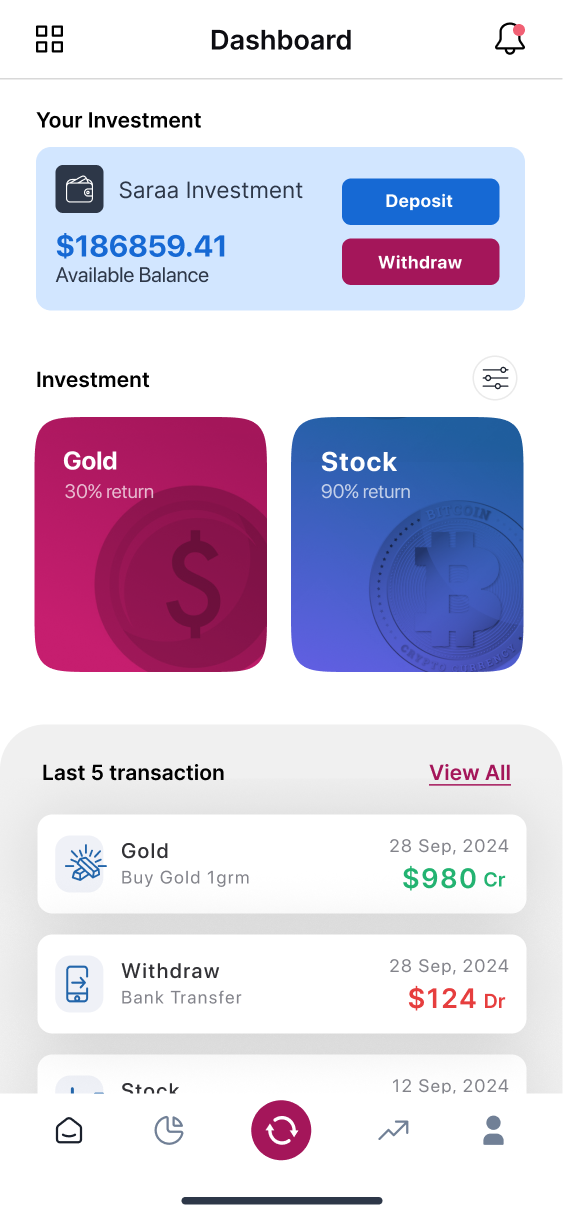 Dashboard
Your Investment
Saraa Investment
Deposit
$186859.41
Available Balance
Withdraw
Investment
Gold
30% return
$
Stock
90% return
BITCOIN
B
CRYPTO CURRENCY
Last 5 transaction
View All
Gold
28 Sep, 2024
Buy Gold 1grm
$980 Cr
Withdraw
28 Sep, 2024
Bank Transfer
$124 Dr
Stock
12 Sep, 2024